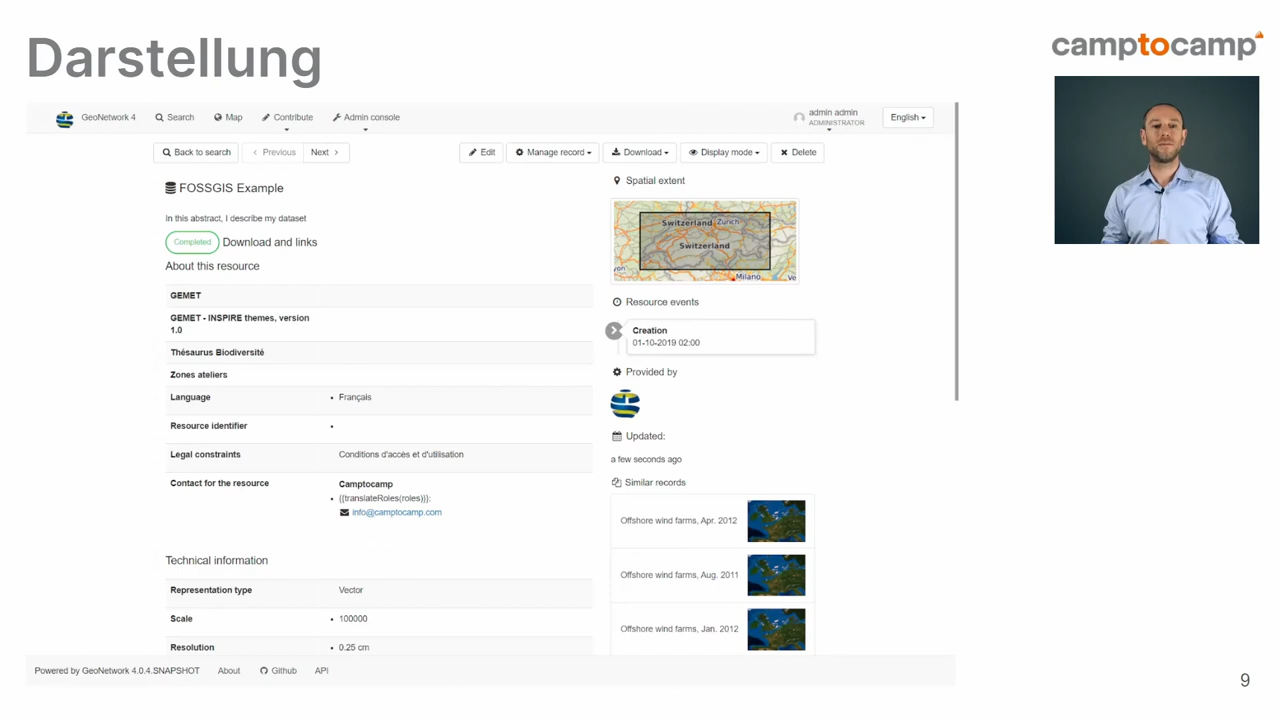 Darstellung
camptocamp
GeoNetwork 4
Search
Map
Contribute
Admin console
admin admin
ADMINISTRATOR
English
Back to search
Previous
Next
Edit
Manage record
Download
Display mode
Delete
FOSSGIS Example
In this abstract, I describe my dataset
Completed
Download and links
About this resource
GEMET
GEMET - INSPIRE themes, version
1.0
Thésaurus Biodiversité
Zones ateliers
Language
• Français
Resource identifier
•
Legal constraints
Conditions d'accès et d'utilisation
Contact for the resource
Camptocamp
• {{translateRoles(roles)}}:
info@camptocamp.com
Technical information
Representation type
Vector
Scale
• 100000
Resolution
• 0.25 cm
Spatial extent
Switzerland
Zurich
Switzerland
yon
Milano
Ve
Resource events
Creation
01-10-2019 02:00
Provided by
Updated:
a few seconds ago
Similar records
Offshore wind farms, Apr. 2012
Offshore wind farms, Aug. 2011
Offshore wind farms, Jan. 2012
Powered by GeoNetwork 4.0.4.SNAPSHOT
About
Github
API
9